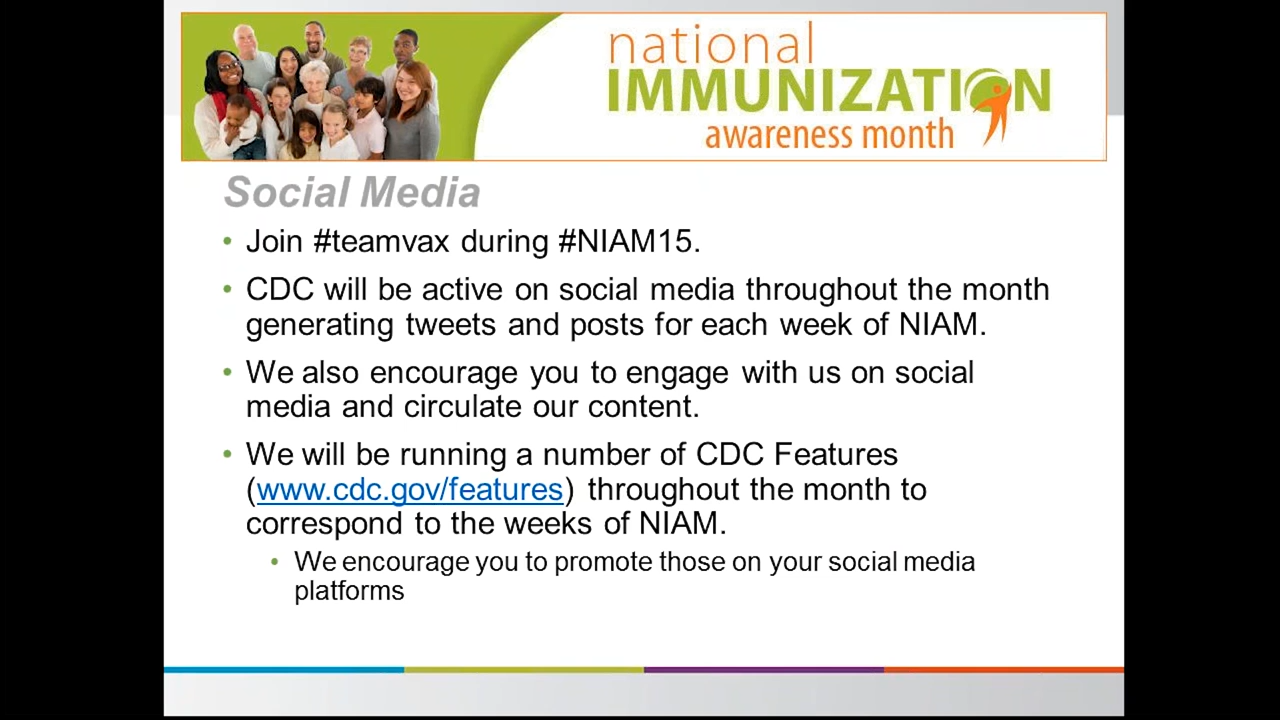 national
IMMUNIZATION
awareness month
Social Media
• Join #teamvax during #NIAM15.
• CDC will be active on social media throughout the month
generating tweets and posts for each week of NIAM.
• We also encourage you to engage with us on social
media and circulate our content.
• We will be running a number of CDC Features
(www.cdc.gov/features) throughout the month to
correspond to the weeks of NIAM.
• We encourage you to promote those on your social media
platforms